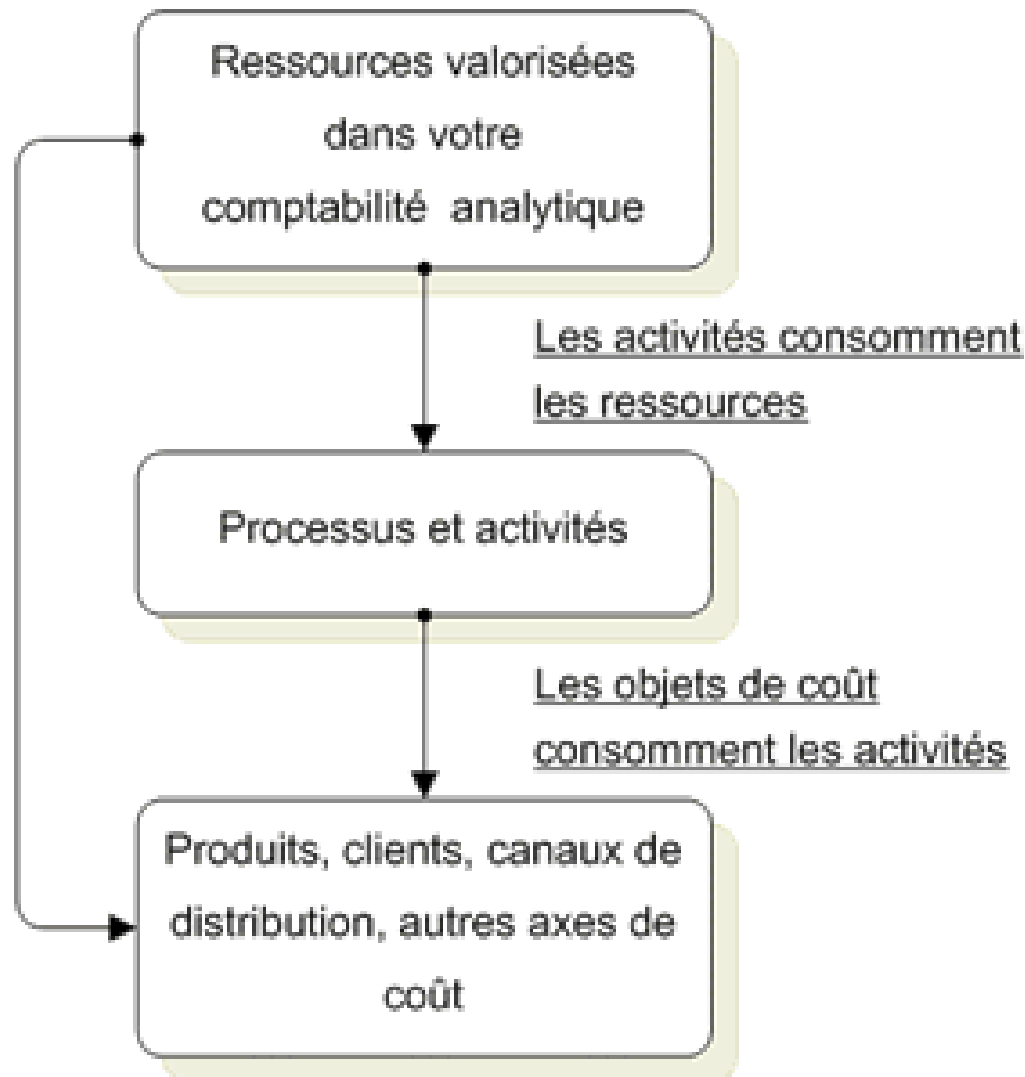 Ressources valorisées
dans votre
comptabilité analytique
Les activités consomment
les ressources
Processus et activités
Les objets de coût
consomment les activités
Produits, clients, canaux de
distribution, autres axes de
coût